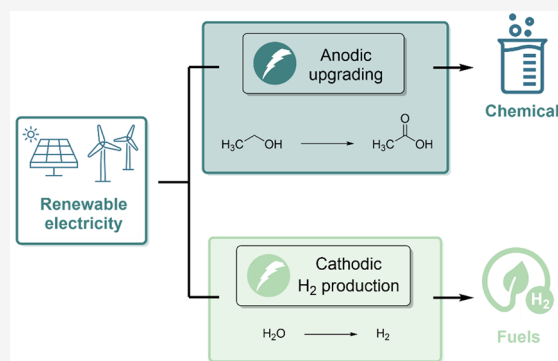 Renewable
electricity
Anodic
upgrading
H₃C OH
O
H₃C OH
Chemical
Cathodic
H₂ production
H₂O H₂
H₂
Fuels